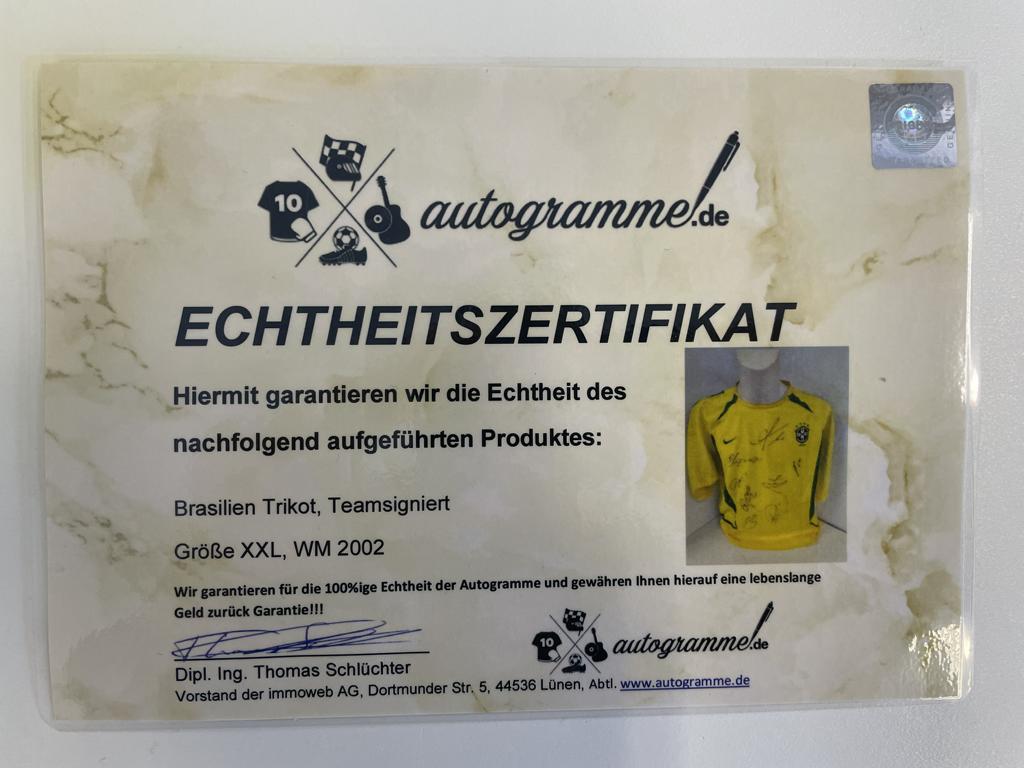 10
autogramme!.de
ECHTHEITSZERTIFIKAT
Hiermit garantieren wir die Echtheit des
nachfolgend aufgeführten Produktes:
Brasilien Trikot, Teamsigniert
Größe XXL, WM 2002
Wir garantieren für die 100%ige Echtheit der Autogramme und gewähren Ihnen hierauf eine lebenslange
Geld zurück Garantie!!!
10
autogramme!.de
Dipl. Ing. Thomas Schlüchter
Vorstand der immoweb AG, Dortmunder Str. 5, 44536 Lünen, Abtl. www.autogramme.de